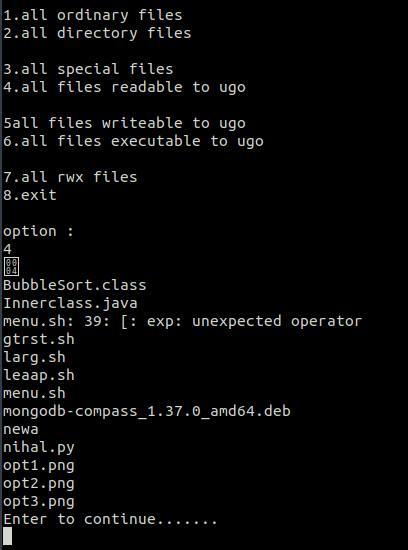 1.all ordinary files
2.all directory files
3.all special files
4.all files readable to ugo
5all files writeable to ugo
6.all files executable to ugo
7.all rwx files
8.exit
option :
4
0004
BubbleSort.class
Innerclass.java
menu.sh: 39: [: exp: unexpected operator
gtrst.sh
larg.sh
leaap.sh
menu.sh
mongodb-compass_1.37.0_amd64.deb
newa
nihal.py
opt1.png
opt2.png
opt3.png
Enter to continue.......